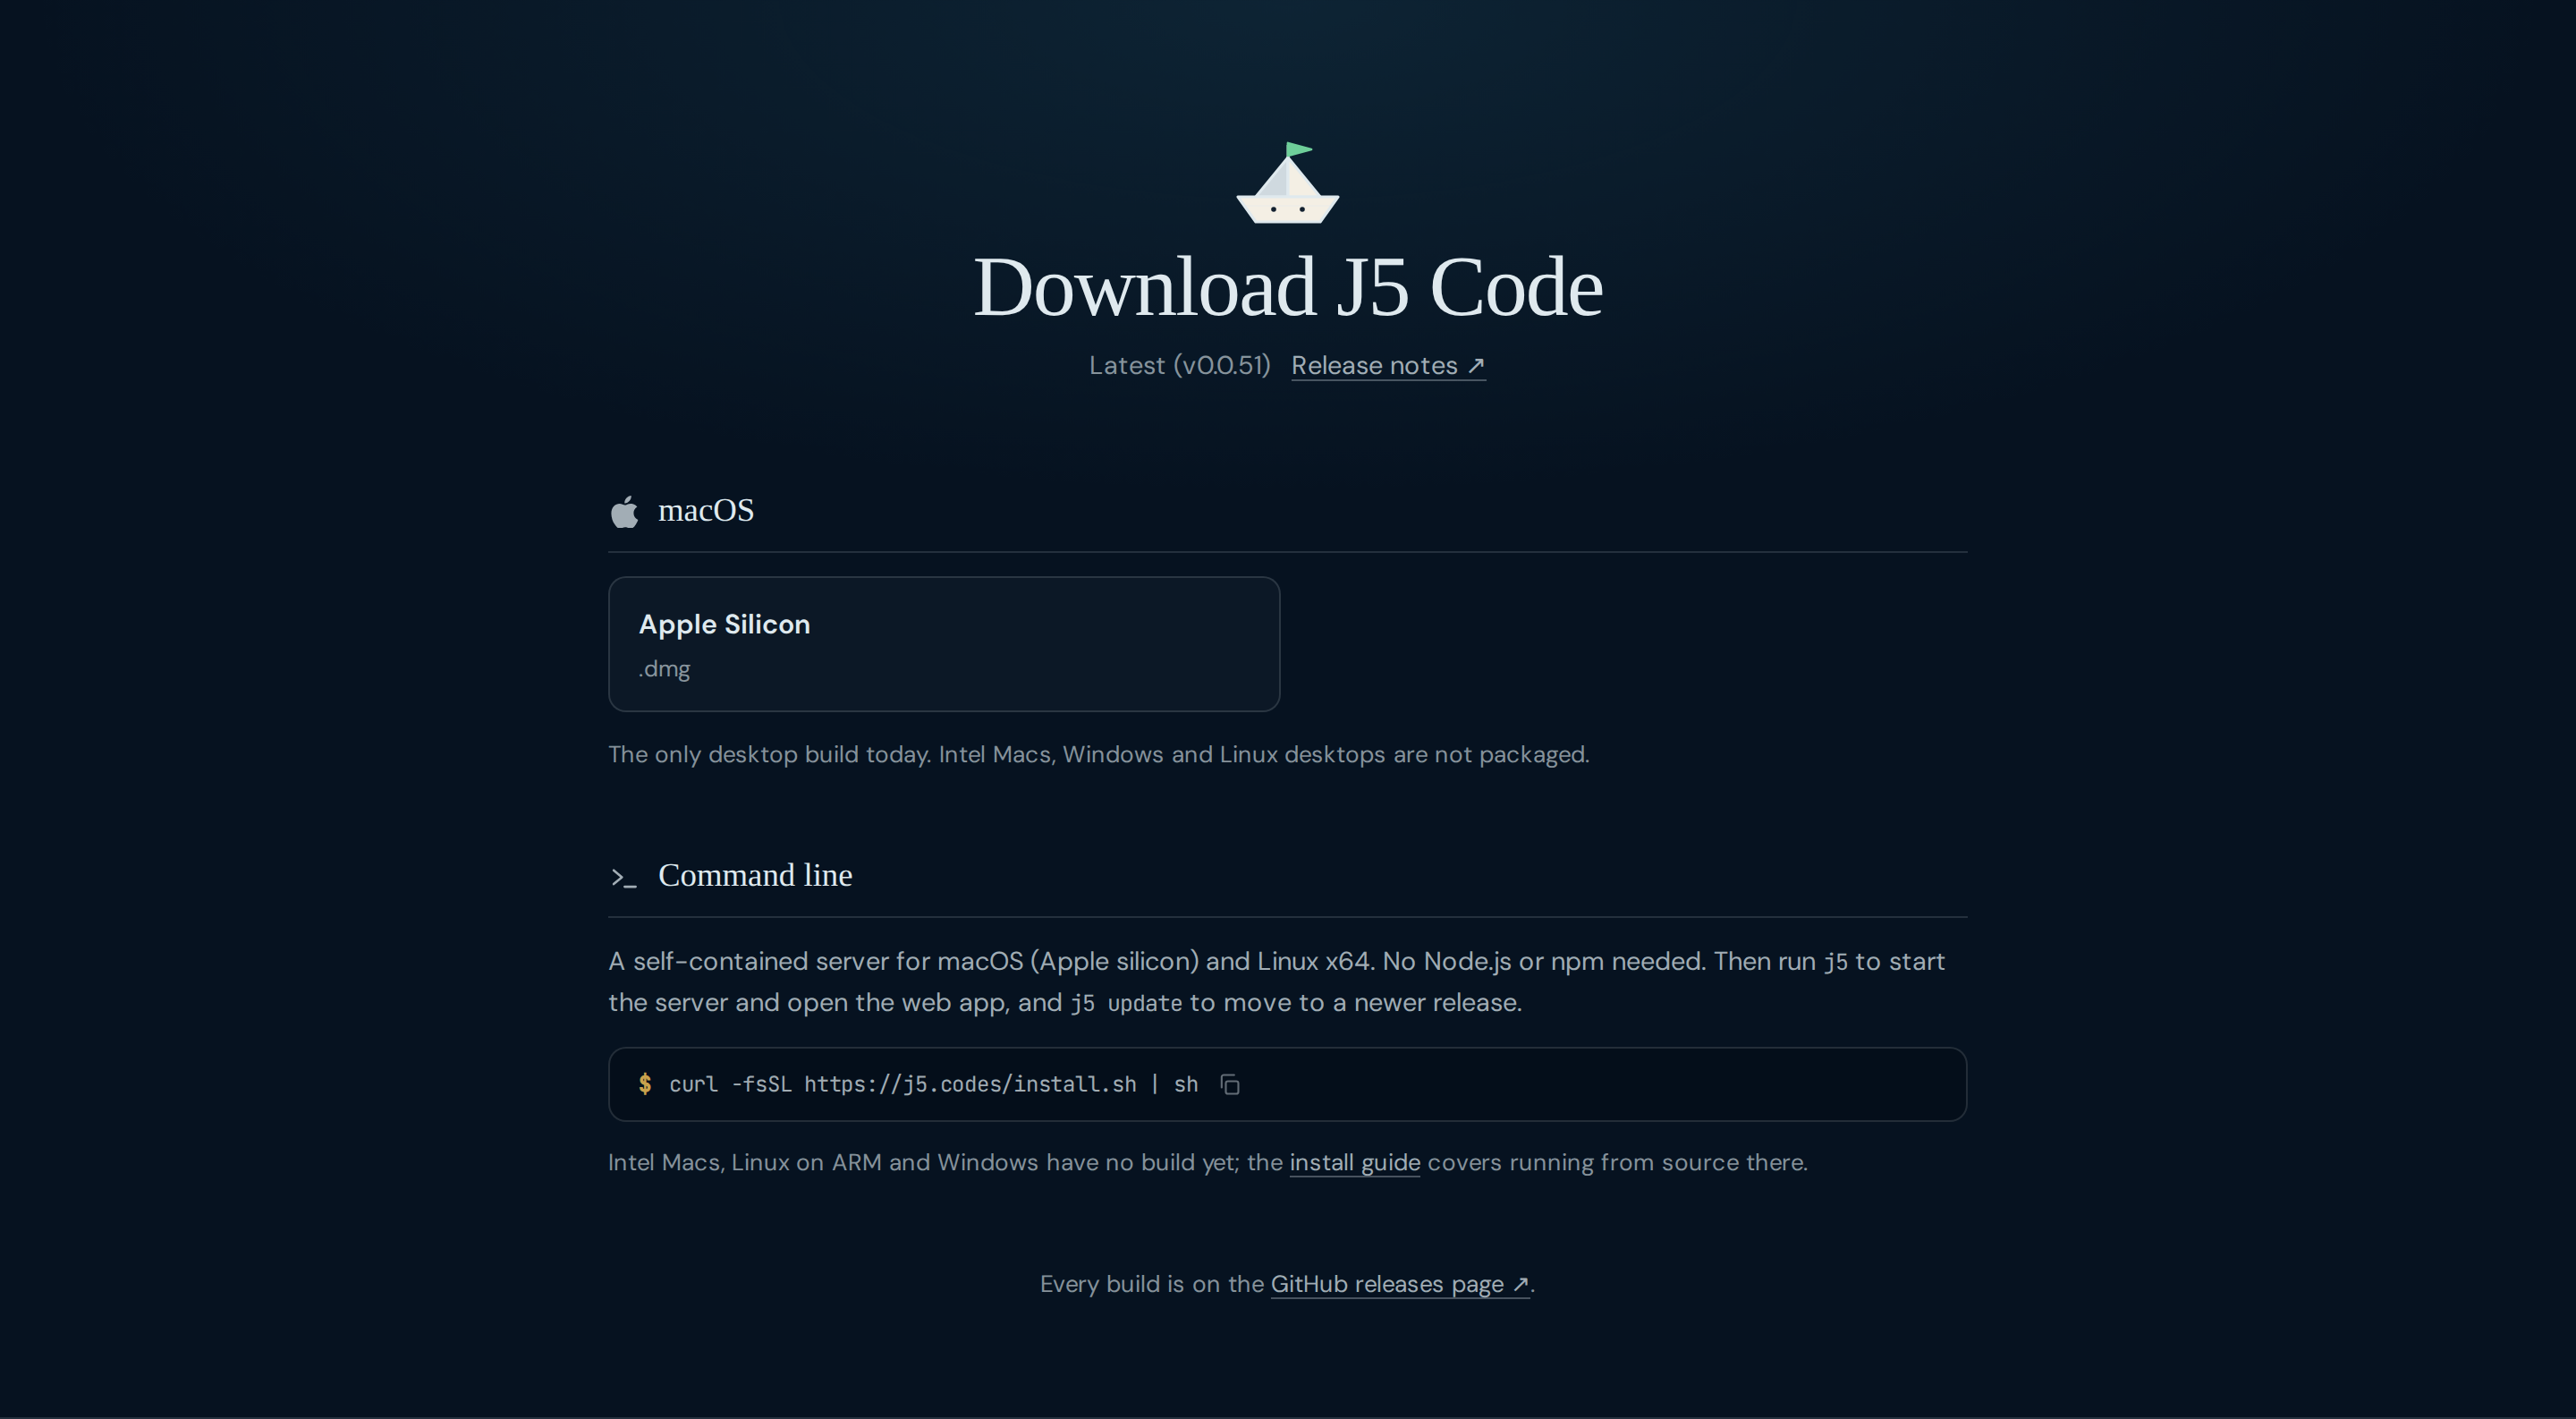 Download J5 Code
Latest (v0.0.51) Release notes ↗
macOS
Apple Silicon
.dmg
The only desktop build today. Intel Macs, Windows and Linux desktops are not packaged.
>_ Command line
A self-contained server for macOS (Apple silicon) and Linux x64. No Node.js or npm needed. Then run j5 to start
the server and open the web app, and j5 update to move to a newer release.
$ curl -fsSL https://j5.codes/install.sh | sh
Intel Macs, Linux on ARM and Windows have no build yet; the install guide covers running from source there.
Every build is on the GitHub releases page ↗.